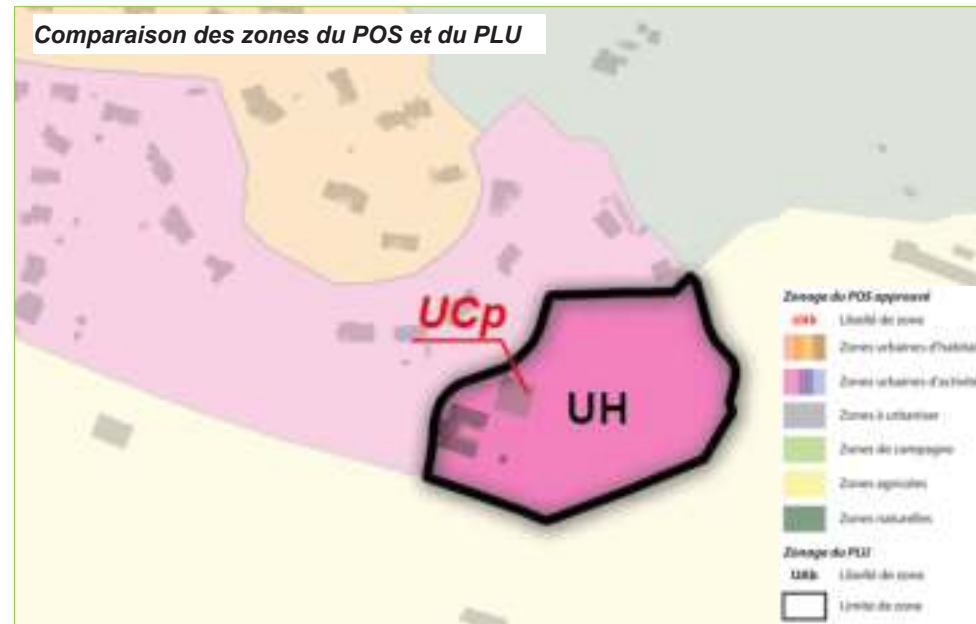 Comparaison des zones du POS et du PLU
UCp
UH
Zonage du POS approuvé
UAb Libellé de zone
Zones urbaines d'habitat
Zones urbaines d'activité
Zones à urbaniser
Zones de campagne
Zones agricoles
Zones naturelles
Zonage du PLU
UAb Libellé de zone
Limite de zone